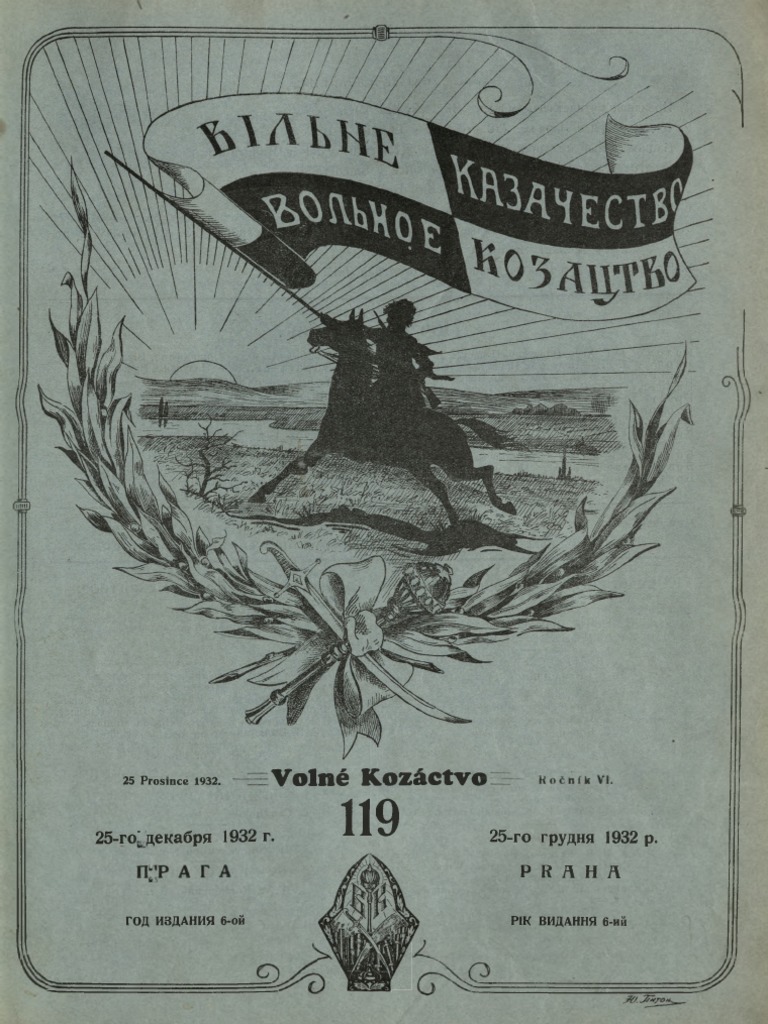 ВІЛЬНЕ КАЗАЧЕСТВО
ВОЛЬНОЕ КОЗАЦТВО
25 Prosince 1932. Volné Kozáctvo Ročník VI.
119
25-го декабря 1932 г. 25-го грудня 1932 р.
ПРАГА PRAHA
ГОД ИЗДАНИЯ 6-ой РІК ВИДАННЯ 6-ий
ВК